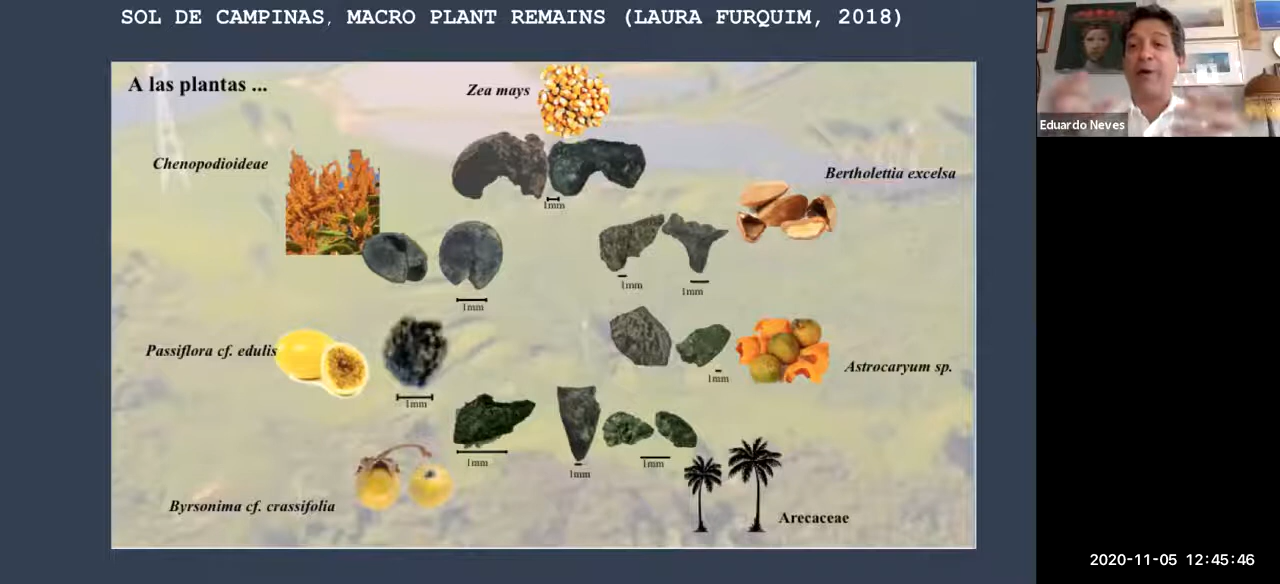 SOL DE CAMPINAS, MACRO PLANT REMAINS (LAURA FURQUIM, 2018)
A las plantas ...
Zea mays
Chenopodioideae
Bertholettia excelsa
1mm
1mm
1mm
1mm
Passiflora cf. edulis
Astrocaryum sp.
1mm
1mm
1mm
1mm
1mm
Byrsonima cf. crassifolia
Arecaceae
Eduardo Neves
2020-11-05 12:45:46